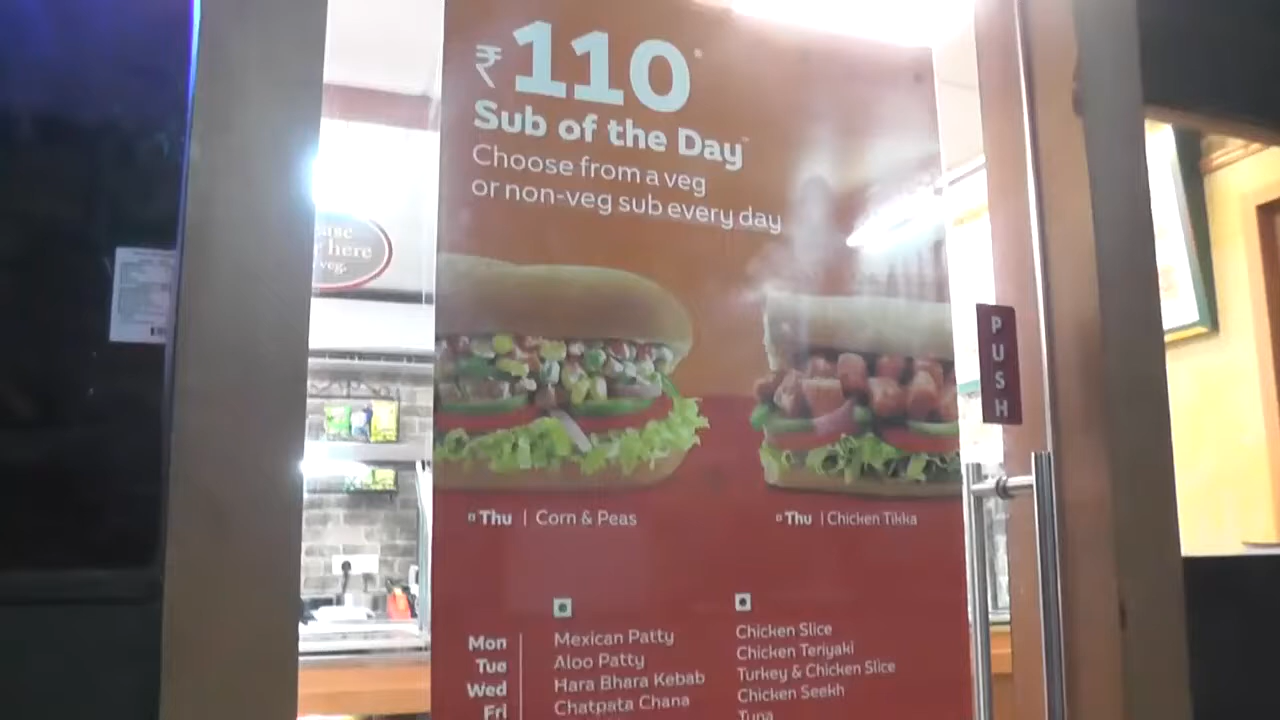 ₹110*
Sub of the Day™
Choose from a veg
or non-veg sub every day
here
veg.
PUSH
Thu | Corn & Peas
Thu | Chicken Tikka
Mon
Tue
Wed
Fri
Mexican Patty
Aloo Patty
Hara Bhara Kebab
Chatpata Chana
Chicken Slice
Chicken Teriyaki
Turkey & Chicken Slice
Chicken Seekh
Tuna